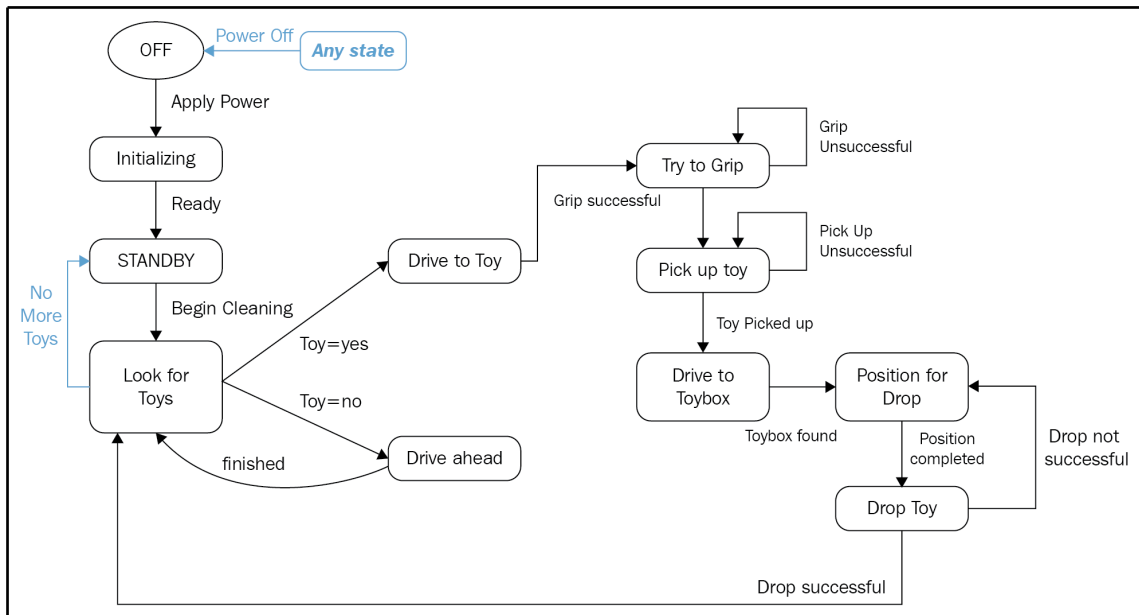 OFF
Power Off
Any state
Apply Power
Initializing
Ready
STANDBY
No
More
Toys
Begin Cleaning
Look for
Toys
Toy=yes
Toy=no
Drive to Toy
finished
Drive ahead
Grip successful
Try to Grip
Grip
Unsuccessful
Pick up toy
Pick Up
Unsuccessful
Toy Picked up
Drive to
Toybox
Toybox found
Position for
Drop
Position
completed
Drop not
successful
Drop Toy
Drop successful